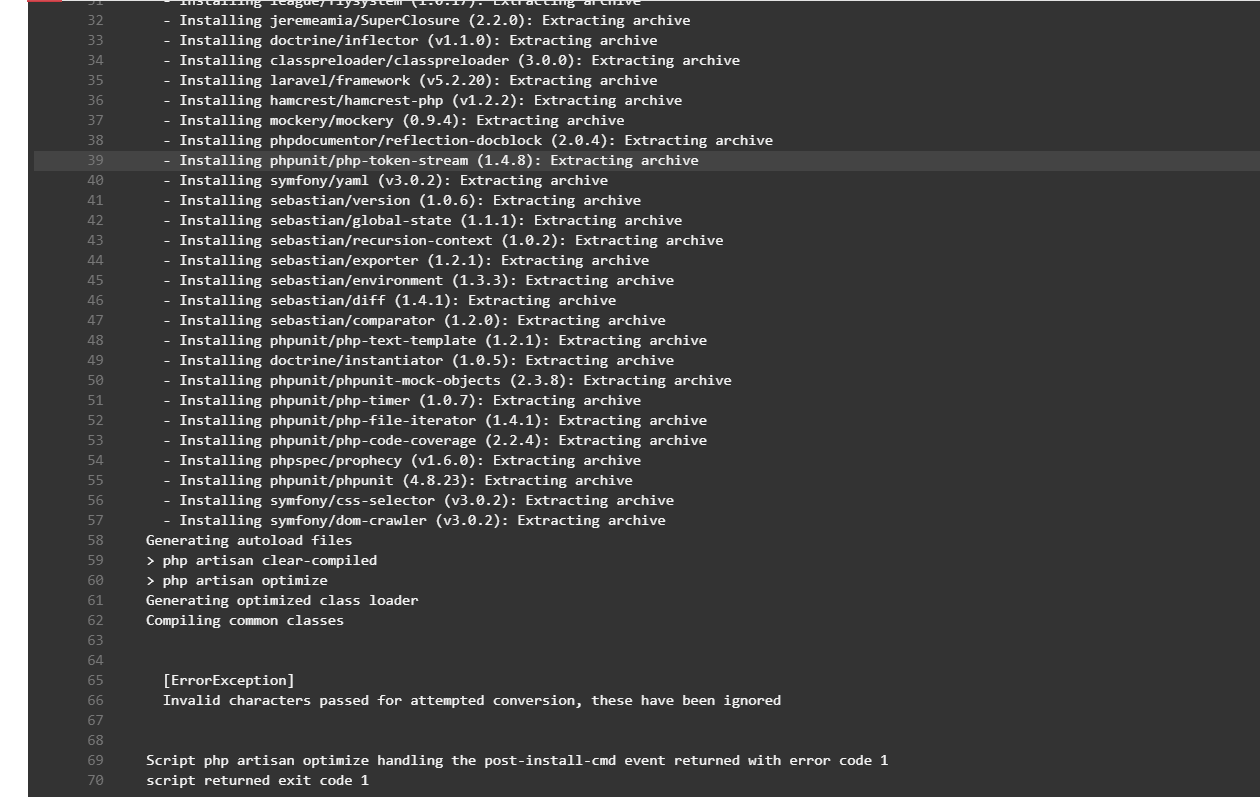 31 - Installing league/flysystem (1.0.17): Extracting archive
32 - Installing jeremeamia/SuperClosure (2.2.0): Extracting archive
33 - Installing doctrine/inflector (v1.1.0): Extracting archive
34 - Installing classpreloader/classpreloader (3.0.0): Extracting archive
35 - Installing laravel/framework (v5.2.20): Extracting archive
36 - Installing hamcrest/hamcrest-php (v1.2.2): Extracting archive
37 - Installing mockery/mockery (0.9.4): Extracting archive
38 - Installing phpdocumentor/reflection-docblock (2.0.4): Extracting archive
39 - Installing phpunit/php-token-stream (1.4.8): Extracting archive
40 - Installing symfony/yaml (v3.0.2): Extracting archive
41 - Installing sebastian/version (1.0.6): Extracting archive
42 - Installing sebastian/global-state (1.1.1): Extracting archive
43 - Installing sebastian/recursion-context (1.0.2): Extracting archive
44 - Installing sebastian/exporter (1.2.1): Extracting archive
45 - Installing sebastian/environment (1.3.3): Extracting archive
46 - Installing sebastian/diff (1.4.1): Extracting archive
47 - Installing sebastian/comparator (1.2.0): Extracting archive
48 - Installing phpunit/php-text-template (1.2.1): Extracting archive
49 - Installing doctrine/instantiator (1.0.5): Extracting archive
50 - Installing phpunit/phpunit-mock-objects (2.3.8): Extracting archive
51 - Installing phpunit/php-timer (1.0.7): Extracting archive
52 - Installing phpunit/php-file-iterator (1.4.1): Extracting archive
53 - Installing phpunit/php-code-coverage (2.2.4): Extracting archive
54 - Installing phpspec/prophecy (v1.6.0): Extracting archive
55 - Installing phpunit/phpunit (4.8.23): Extracting archive
56 - Installing symfony/css-selector (v3.0.2): Extracting archive
57 - Installing symfony/dom-crawler (v3.0.2): Extracting archive
58 Generating autoload files
59 > php artisan clear-compiled
60 > php artisan optimize
61 Generating optimized class loader
62 Compiling common classes
63
64
65 [ErrorException]
66 Invalid characters passed for attempted conversion, these have been ignored
67
68
69 Script php artisan optimize handling the post-install-cmd event returned with error code 1
70 script returned exit code 1